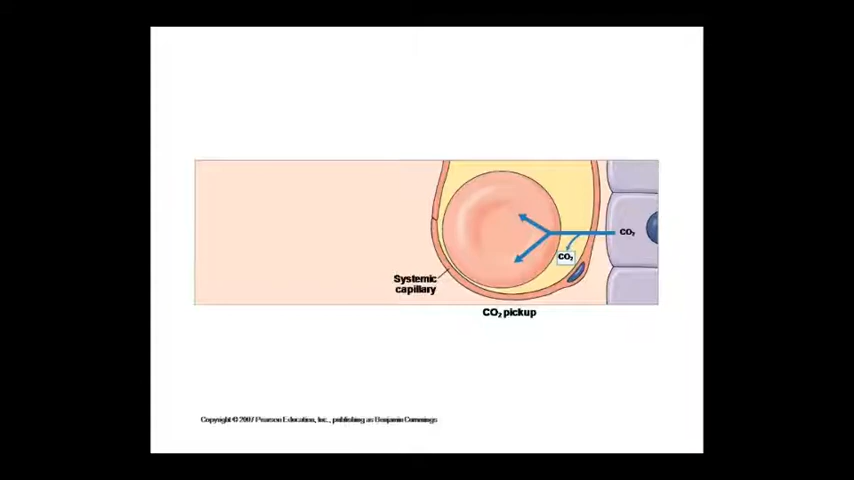 CO₂
CO₂
Systemic
capillary
CO₂ pickup
Copyright © 2007 Pearson Education, Inc., publishing as Benjamin Cummings